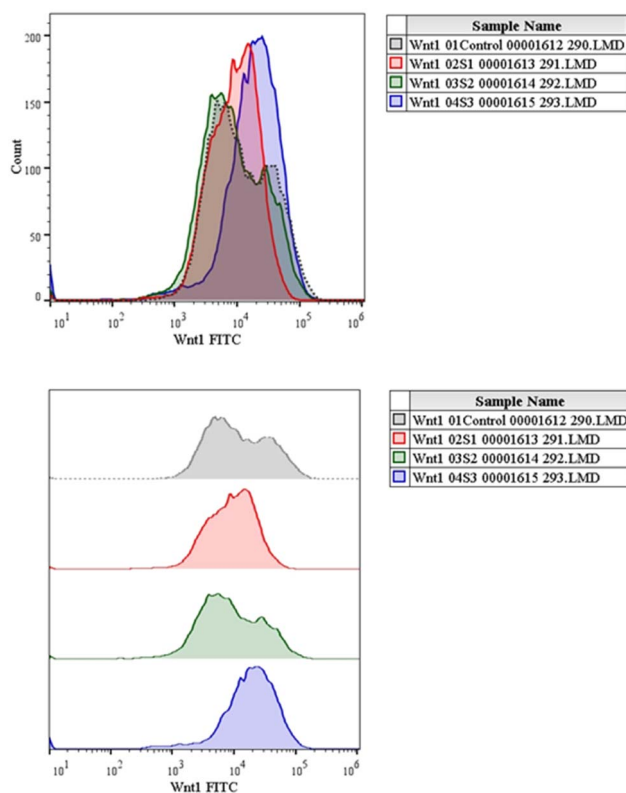 200
150
100
50
0
Count
10¹ 10² 10³ 10⁴ 10⁵ 10⁶
Wnt1 FITC
Sample Name
Wnt1 01Control 00001612 290.LMD
Wnt1 02S1 00001613 291.LMD
Wnt1 03S2 00001614 292.LMD
Wnt1 04S3 00001615 293.LMD
10¹ 10² 10³ 10⁴ 10⁵ 10⁶
Wnt1 FITC
Sample Name
Wnt1 01Control 00001612 290.LMD
Wnt1 02S1 00001613 291.LMD
Wnt1 03S2 00001614 292.LMD
Wnt1 04S3 00001615 293.LMD